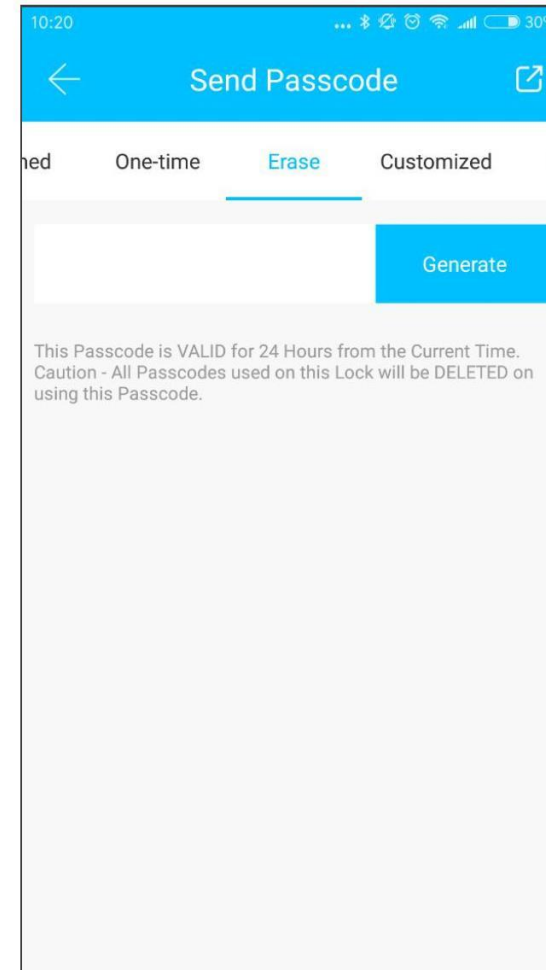 10:20
30%
Send Passcode
ned One-time Erase Customized
Generate
This Passcode is VALID for 24 Hours from the Current Time.
Caution - All Passcodes used on this Lock will be DELETED on
using this Passcode.